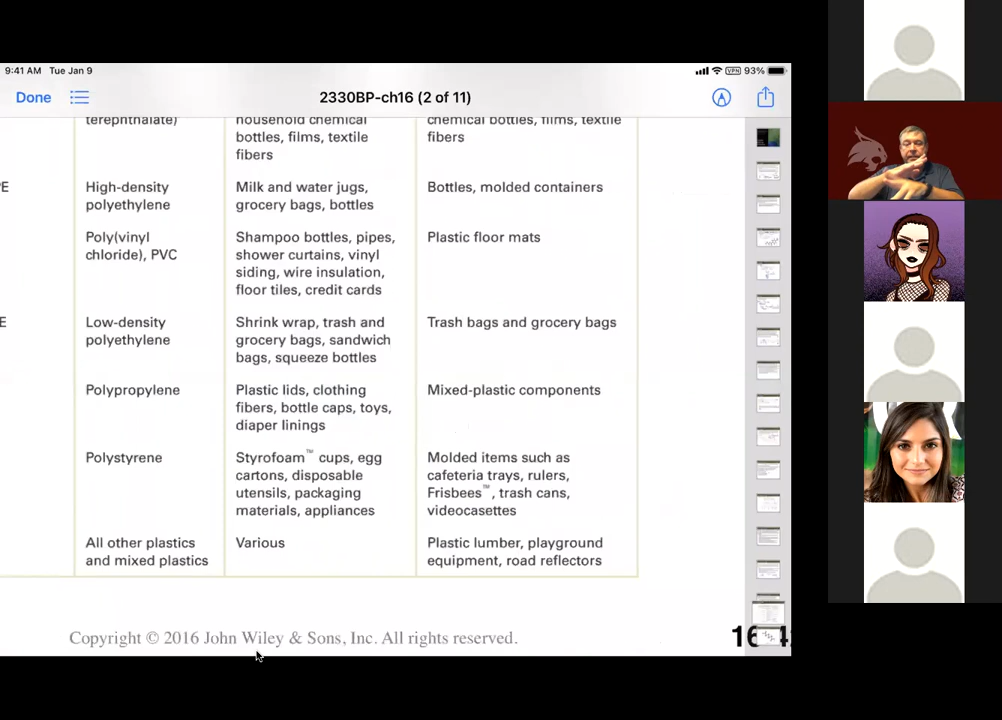 9:41 AM Tue Jan 9
VPN 93%
Done
2330BP-ch16 (2 of 11)
terephthalate)
household chemical
bottles, films, textile
fibers
chemical bottles, films, textile
fibers
PE
High-density
polyethylene
Milk and water jugs,
grocery bags, bottles
Bottles, molded containers
Poly(vinyl
chloride), PVC
Shampoo bottles, pipes,
shower curtains, vinyl
siding, wire insulation,
floor tiles, credit cards
Plastic floor mats
E
Low-density
polyethylene
Shrink wrap, trash and
grocery bags, sandwich
bags, squeeze bottles
Trash bags and grocery bags
Polypropylene
Plastic lids, clothing
fibers, bottle caps, toys,
diaper linings
Mixed-plastic components
Polystyrene
Styrofoam™ cups, egg
cartons, disposable
utensils, packaging
materials, appliances
Molded items such as
cafeteria trays, rulers,
Frisbees™, trash cans,
videocasettes
All other plastics
and mixed plastics
Various
Plastic lumber, playground
equipment, road reflectors
Copyright © 2016 John Wiley & Sons, Inc. All rights reserved.